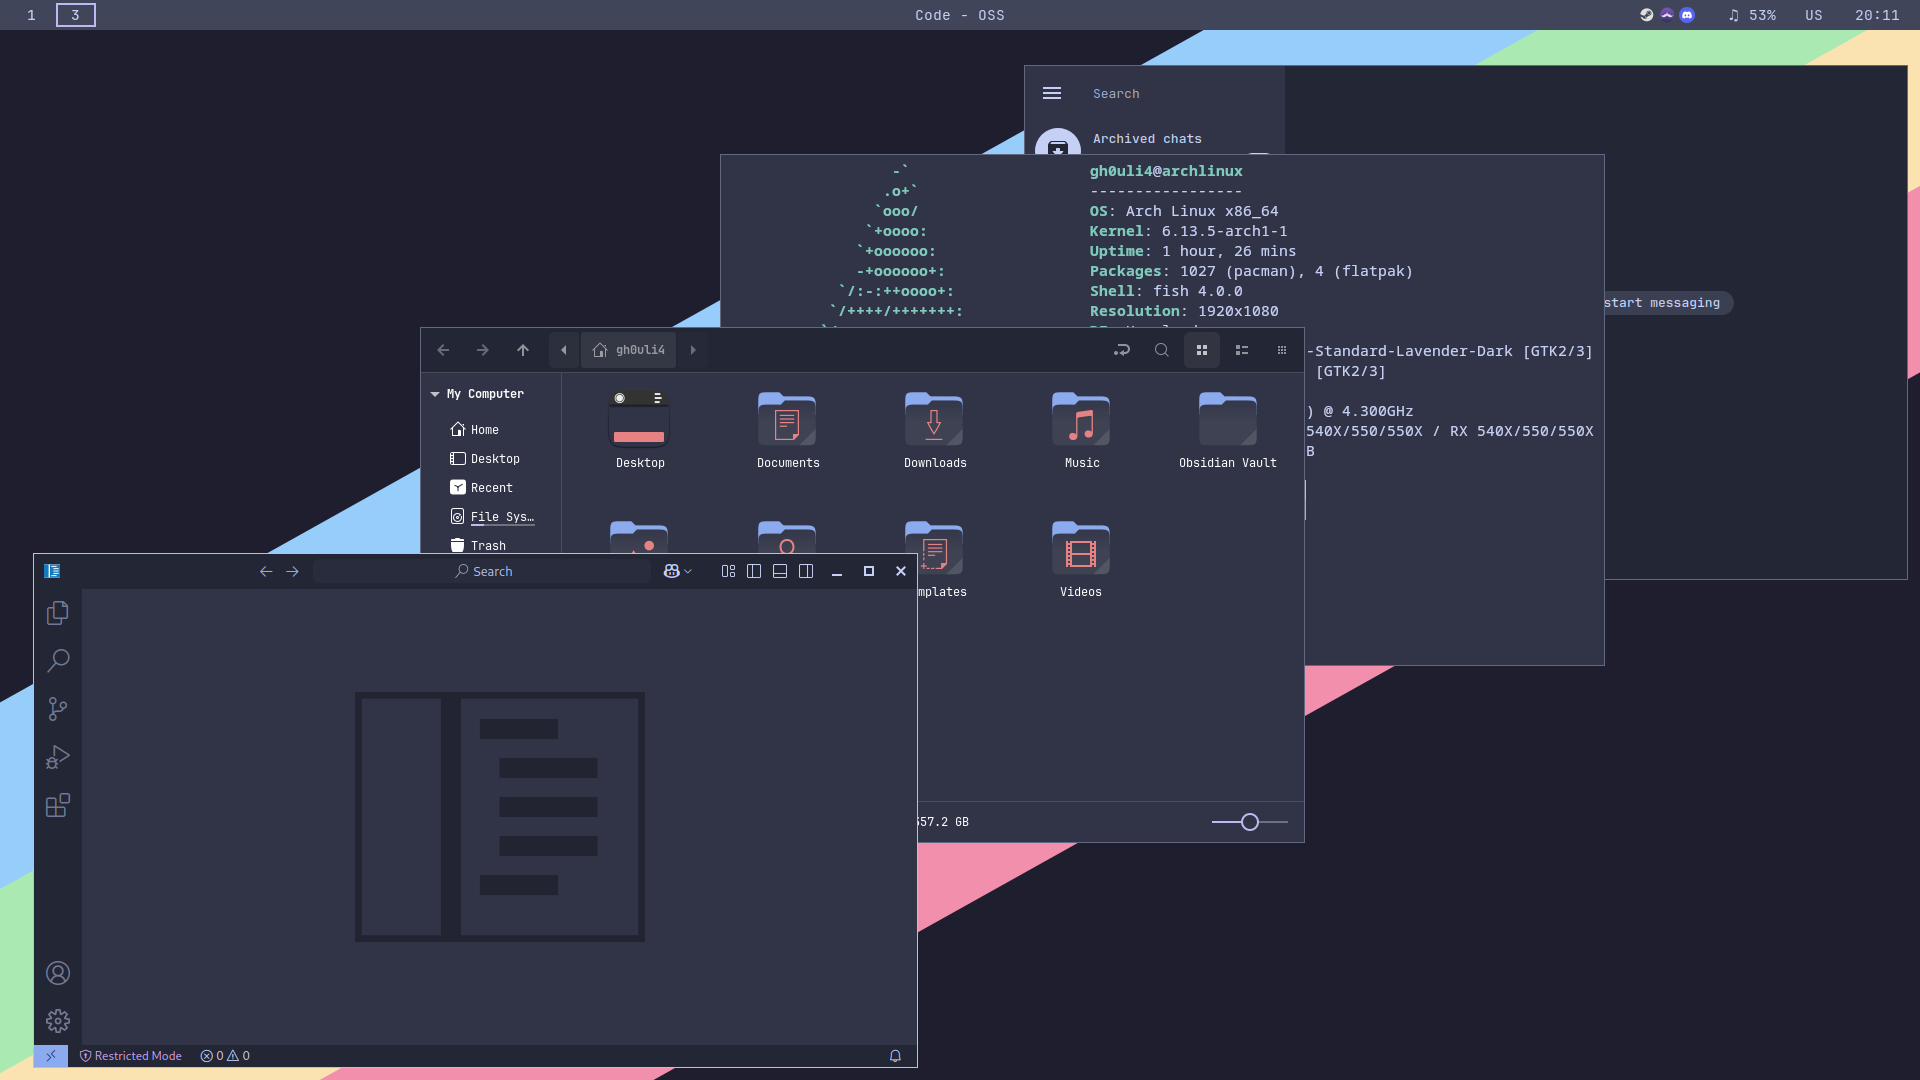 1 3 Code - OSS 53% US 20:11
Search
Archived chats
start messaging
-`
.o+`
`ooo/
`+oooo:
`+oooooo:
-+oooooo+:
`/:-:++oooo+:
`/++++/+++++++:
gh0uli4@archlinux
-----------------
OS: Arch Linux x86_64
Kernel: 6.13.5-arch1-1
Uptime: 1 hour, 26 mins
Packages: 1027 (pacman), 4 (flatpak)
Shell: fish 4.0.0
Resolution: 1920x1080
-Standard-Lavender-Dark [GTK2/3]
[GTK2/3]
) @ 4.300GHz
540X/550/550X / RX 540X/550/550X
B
gh0uli4
My Computer
Home
Desktop
Recent
File Sys…
Trash
Desktop Documents Downloads Music Obsidian Vault
mplates Videos
557.2 GB
Search
Restricted Mode 0 0